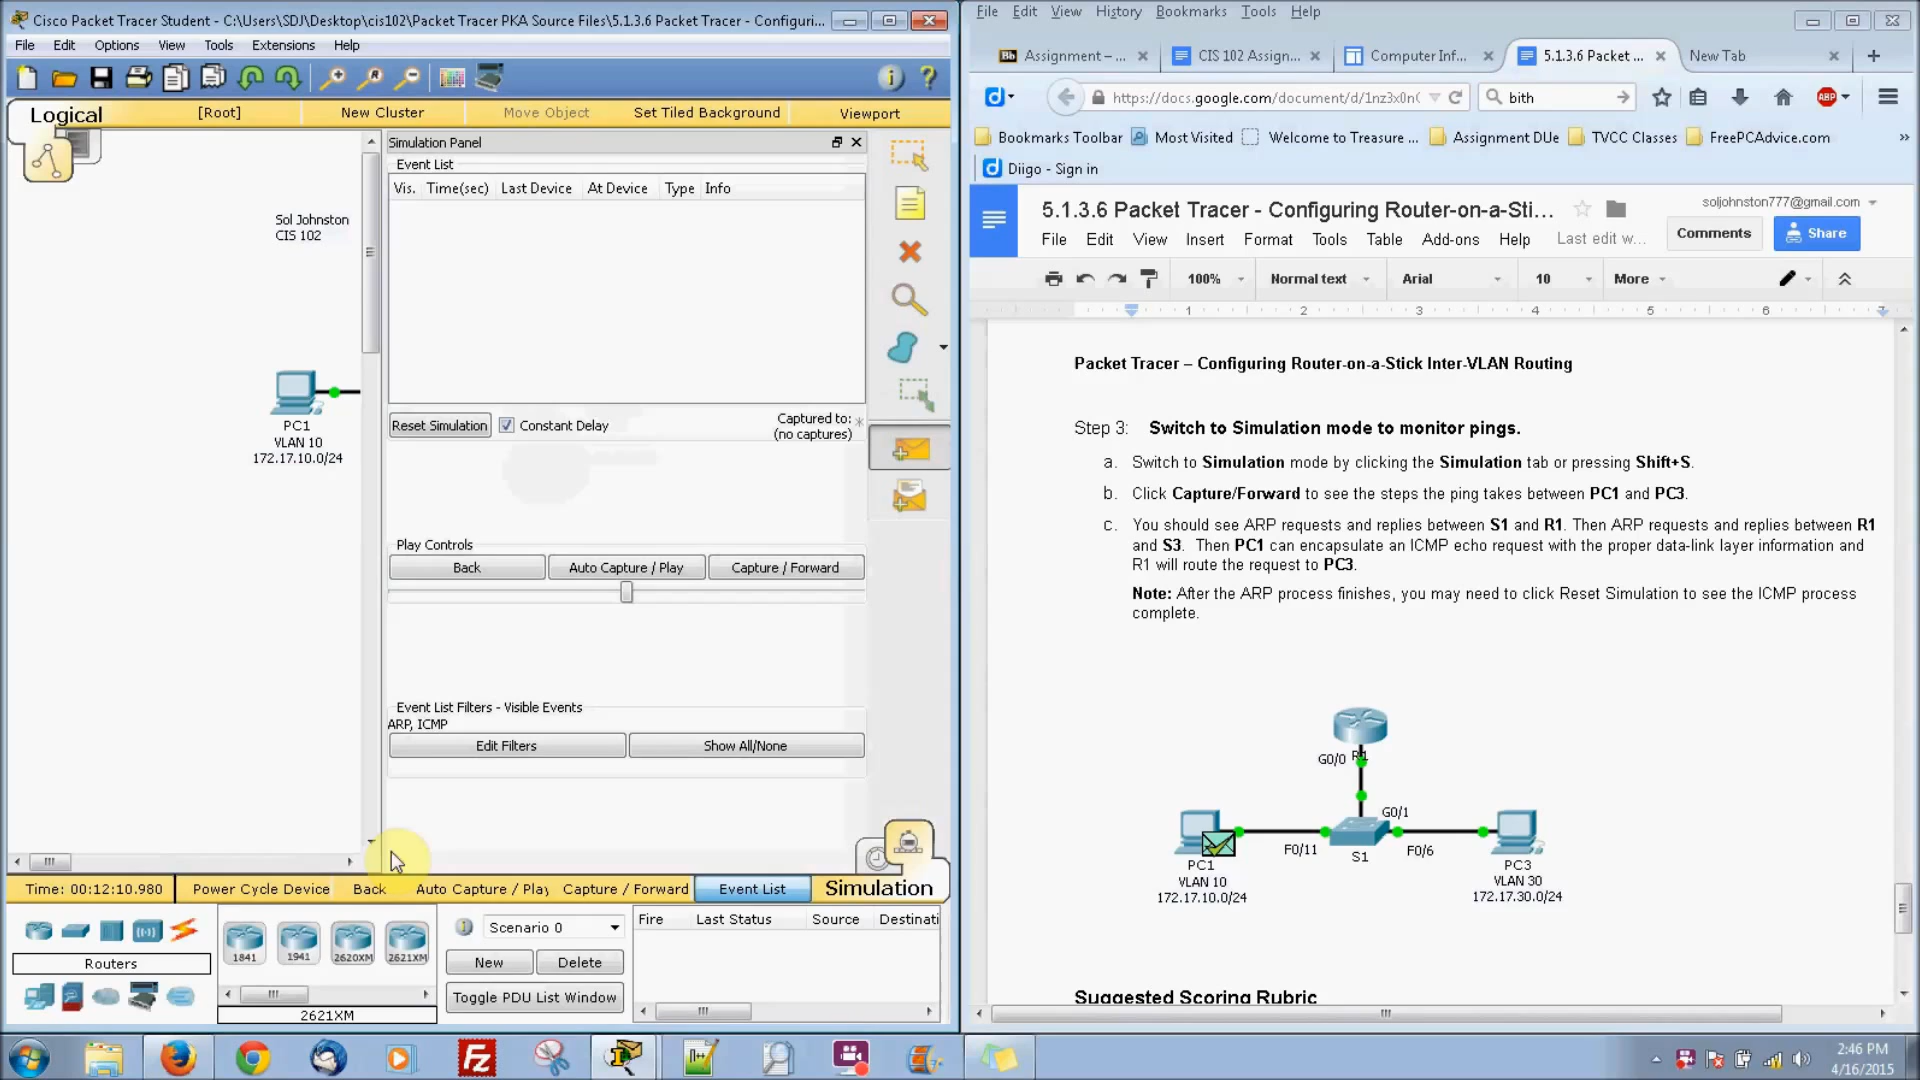 Cisco Packet Tracer Student - C:\Users\SDJ\Desktop\cis102\Packet Tracer PKA Source Files\5.1.3.6 Packet Tracer - Configuri...
File Edit Options View Tools Extensions Help
Logical [Root] New Cluster Move Object Set Tiled Background Viewport
Sol Johnston
CIS 102
PC1
VLAN 10
172.17.10.0/24
Simulation Panel
Event List
Vis. Time(sec) Last Device At Device Type Info
Reset Simulation Constant Delay
Captured to: *
(no captures)
Play Controls
Back Auto Capture / Play Capture / Forward
Event List Filters - Visible Events
ARP, ICMP
Edit Filters Show All/None
Time: 00:12:10.980 Power Cycle Device Back Auto Capture / Play Capture / Forward Event List Simulation
Routers
1841 1941 2620XM 2621XM
2621XM
Scenario 0
New Delete
Toggle PDU List Window
Fire Last Status Source Destinati
File Edit View History Bookmarks Tools Help
Bb Assignment – ... CIS 102 Assign... Computer Inf... 5.1.3.6 Packet ... New Tab
https://docs.google.com/document/d/1nz3x0n( bith ABP
Bookmarks Toolbar Most Visited Welcome to Treasure ... Assignment DUe TVCC Classes FreePCAdvice.com »
Diigo - Sign in
5.1.3.6 Packet Tracer - Configuring Router-on-a-Sti...
soljohnston777@gmail.com
File Edit View Insert Format Tools Table Add-ons Help Last edit w...
Comments Share
100% Normal text Arial 10 More
1 2 3 4 5 6 7
Packet Tracer – Configuring Router-on-a-Stick Inter-VLAN Routing
Step 3: Switch to Simulation mode to monitor pings.
a. Switch to Simulation mode by clicking the Simulation tab or pressing Shift+S.
b. Click Capture/Forward to see the steps the ping takes between PC1 and PC3.
c. You should see ARP requests and replies between S1 and R1. Then ARP requests and replies between R1
and S3. Then PC1 can encapsulate an ICMP echo request with the proper data-link layer information and
R1 will route the request to PC3.
Note: After the ARP process finishes, you may need to click Reset Simulation to see the ICMP process
complete.
G0/0 R1
G0/1
F0/11 S1 F0/6
PC1
VLAN 10
172.17.10.0/24
PC3
VLAN 30
172.17.30.0/24
Suggested Scoring Rubric
2:46 PM
4/16/2015